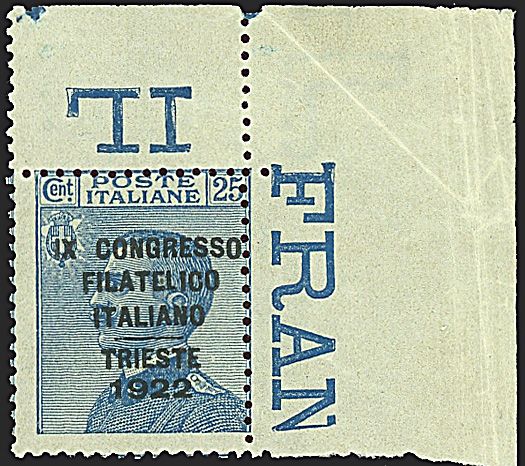 IL
Cent. POSTE ITALIANE 25
IX CONGRESSO
FILATELICO
ITALIANO
TRIESTE
1922
FRAN